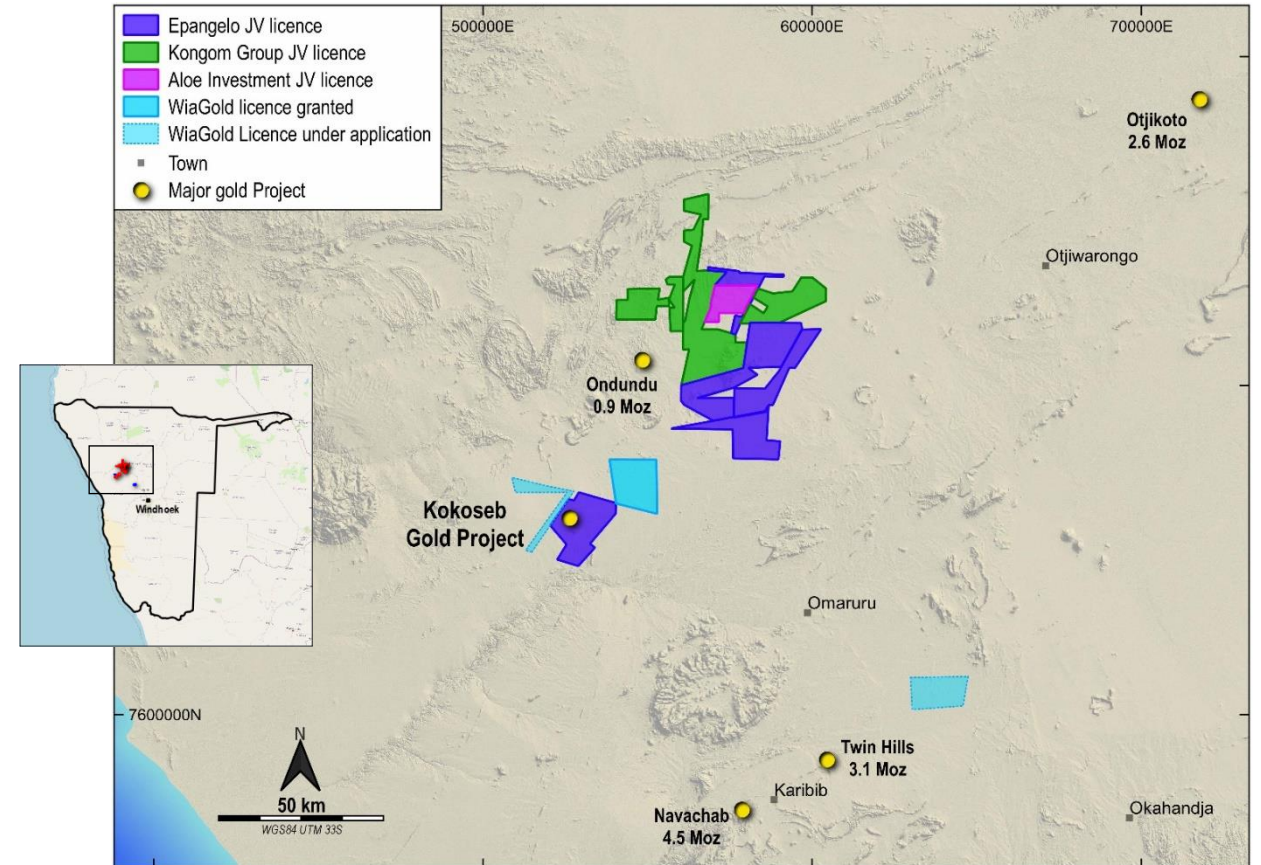 Epangelo JV licence
Kongom Group JV licence
Aloe Investment JV licence
WiaGold licence granted
WiaGold Licence under application
Town
Major gold Project
500000E
600000E
700000E
Otjikoto
2.6 Moz
Otjiwarongo
Ondundu
0.9 Moz
Kokoseb
Gold Project
Windhoek
Omaruru
7600000N
N
50 km
WGS84 UTM 33S
Twin Hills
3.1 Moz
Karibib
Navachab
4.5 Moz
Okahandja